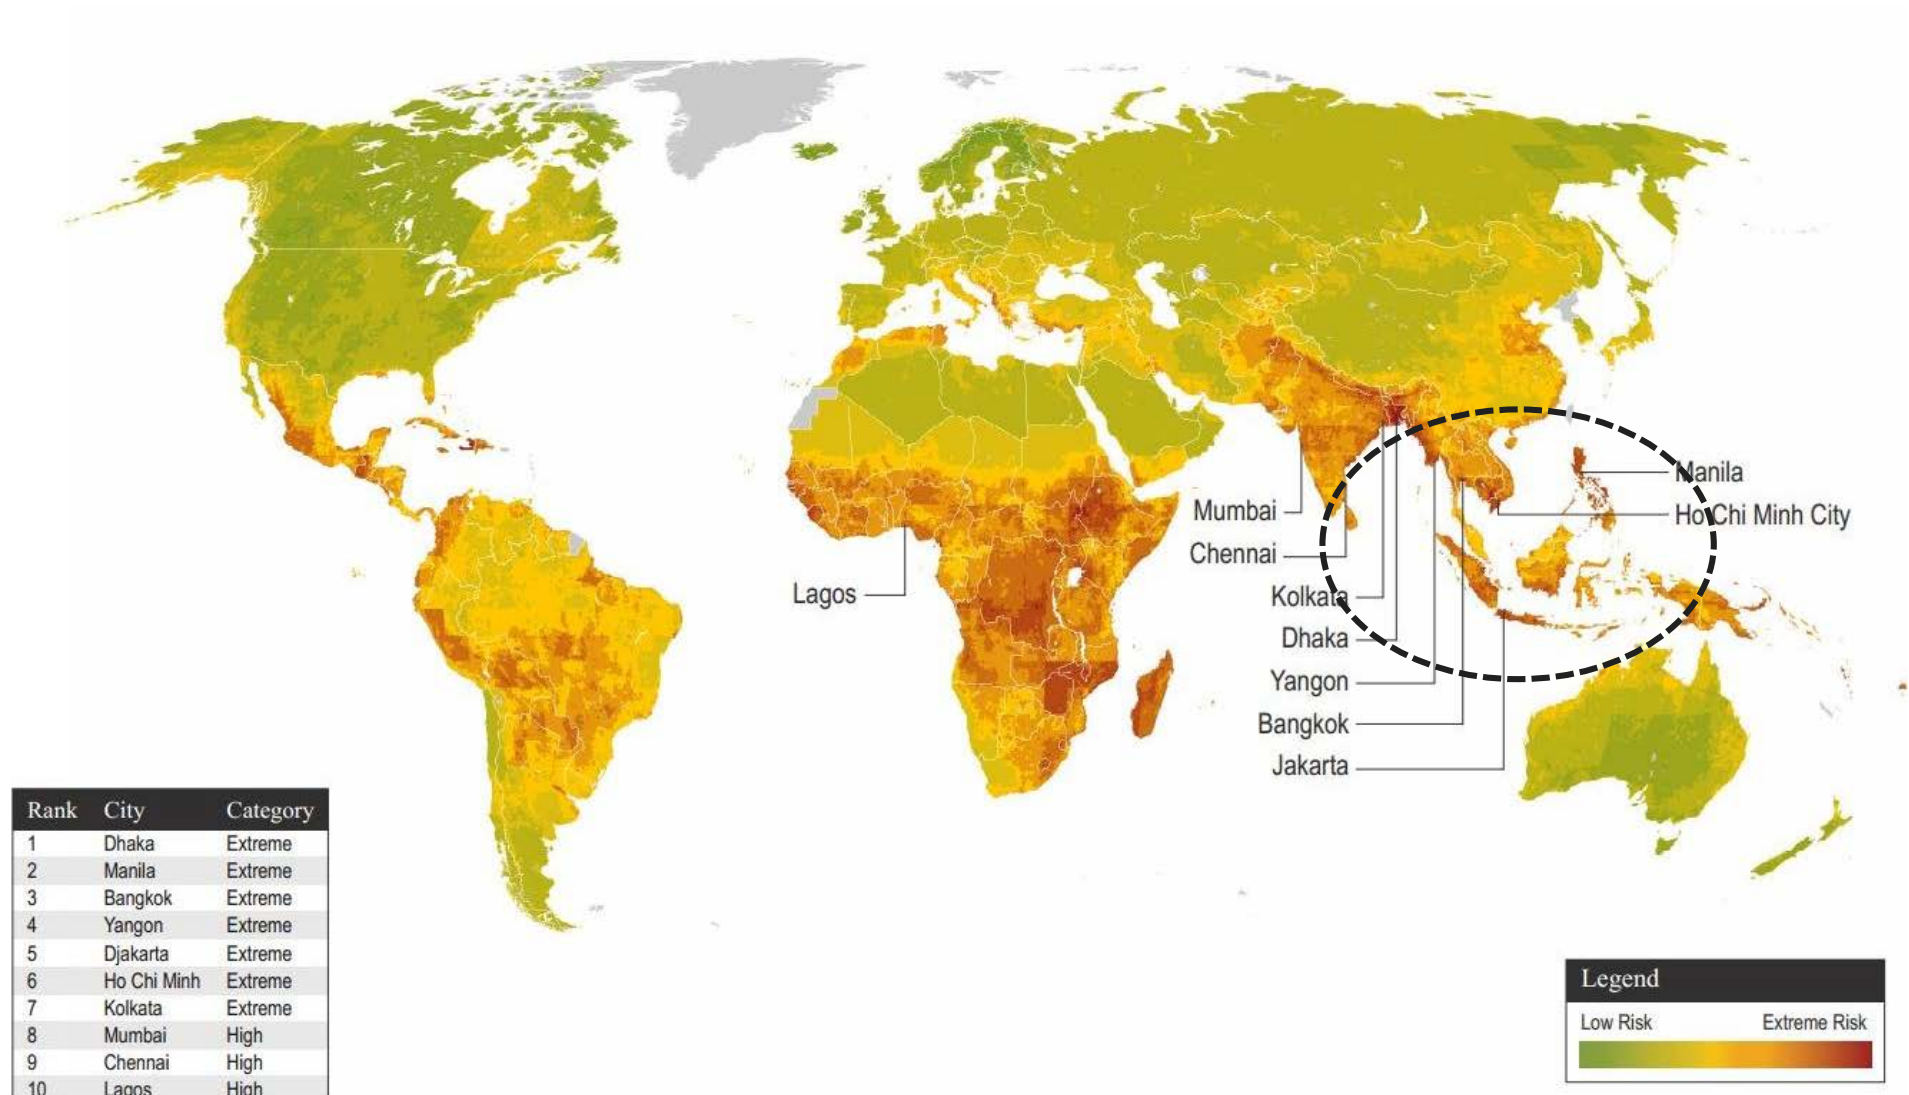 Manila
Mumbai
Ho Chi Minh City
Chennai
Lagos
Kolkata
Dhaka
Yangon
Bangkok
Jakarta
Rank City Category
1 Dhaka Extreme
2 Manila Extreme
3 Bangkok Extreme
4 Yangon Extreme
5 Djakarta Extreme
6 Ho Chi Minh Extreme
7 Kolkata Extreme
8 Mumbai High
9 Chennai High
10 Lagos High
Legend
Low Risk Extreme Risk